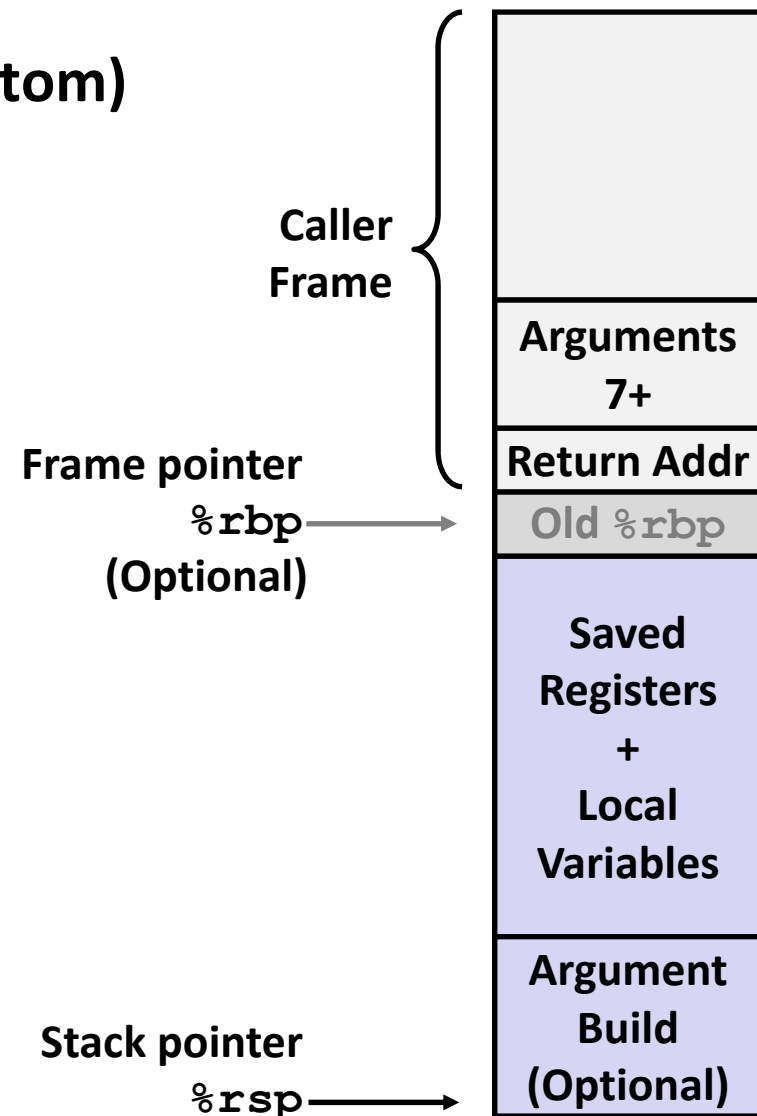 tom)
Caller
Frame
Arguments
7+
Frame pointer
%rbp
(Optional)
Return Addr
Old %rbp
Saved
Registers
+
Local
Variables
Argument
Build
(Optional)
Stack pointer
%rsp